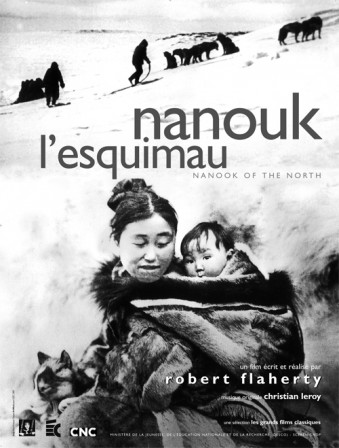 nanouk
l'esquimau
NANOOK OF THE NORTH
un film écrit et réalisé par
robert flaherty
musique originale christian leroy
une sélection les grands films classiques
CNC